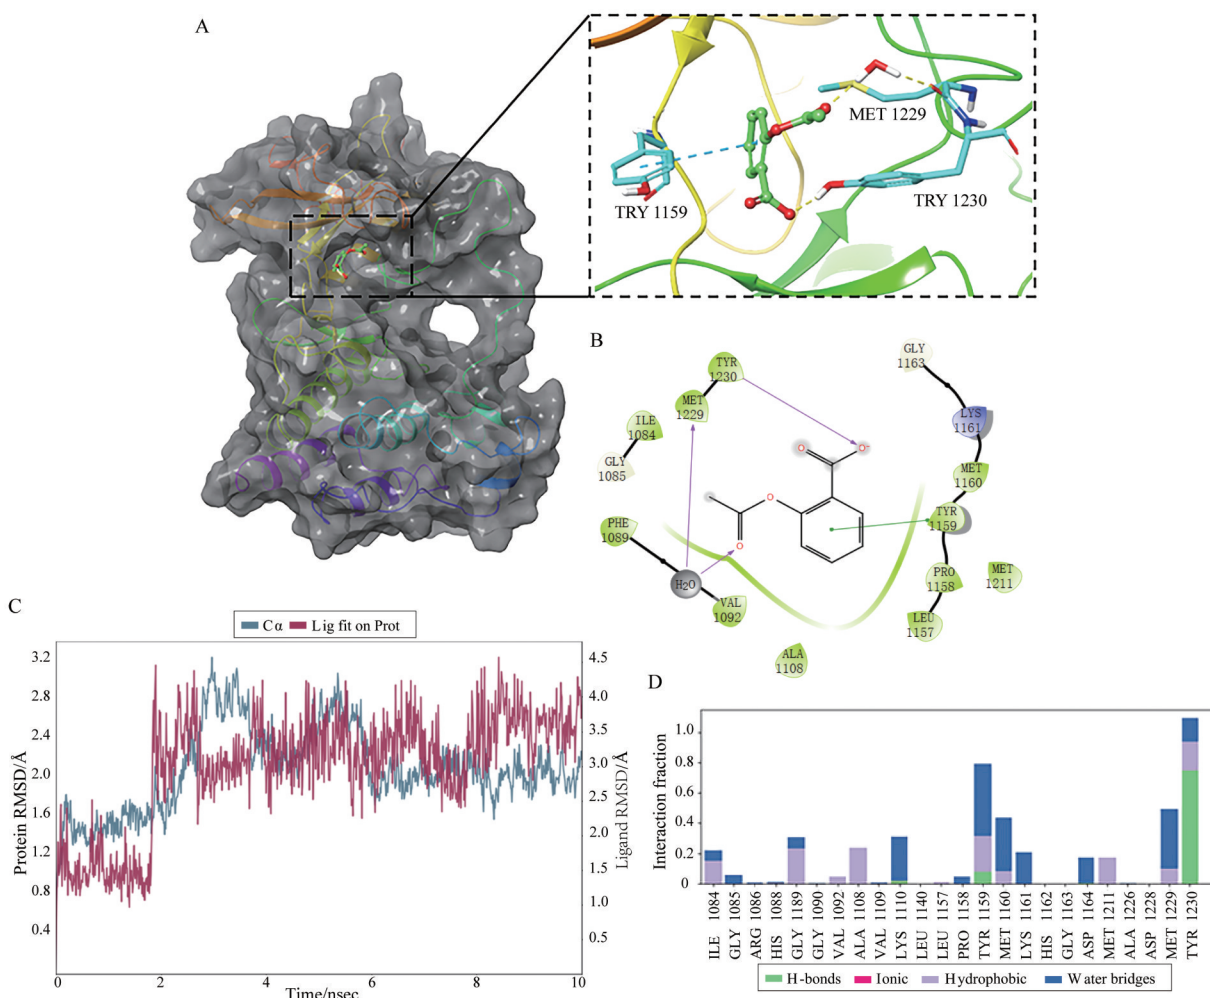 A
MET 1229
TRY 1159
TRY 1230
B
TYR
1230
MET
1229
ILE
1084
GLY
1085
PHE
1089
H₂O
VAL
1092
ALA
1108
GLY
1163
LYS
1161
MET
1160
TYR
1159
PRO
1158
MET
1211
LEU
1157
O
O⁻
O
O
C
Cα Lig fit on Prot
Protein RMSD/Å
3.2
2.8
2.4
2.0
1.6
1.2
0.8
0.4
4.5
4.0
3.5
3.0
2.5
2.0
1.5
1.0
0.5
Ligand RMSD/Å
0 2 4 6 8 10
Time/nsec
D
Interaction fraction
1.0
0.8
0.6
0.4
0.2
0
ILE 1084
GLY 1085
ARG 1086
HIS 1088
GLY 1189
GLY 1090
VAL 1092
ALA 1108
VAL 1109
LYS 1110
LEU 1140
LEU 1157
PRO 1158
TYR 1159
MET 1160
LYS 1161
HIS 1162
GLY 1163
ASP 1164
MET 1211
ALA 1226
ASP 1228
MET 1229
TYR 1230
H-bonds Ionic Hydrophobic Water bridges